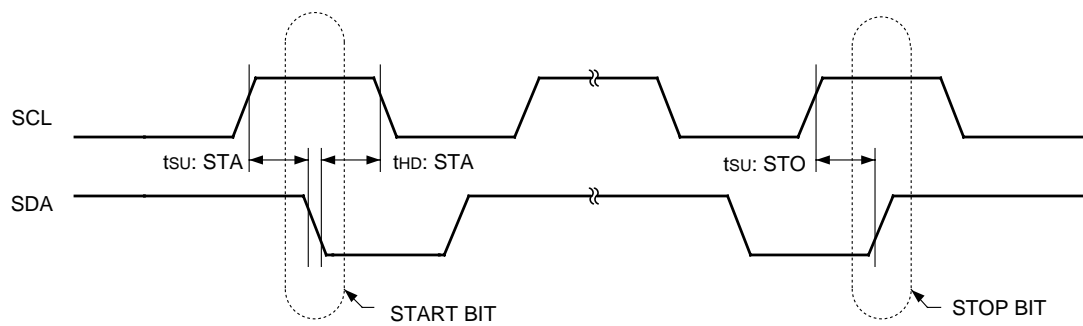 SCL
tSU: STA tHD: STA tSU: STO
SDA
START BIT STOP BIT